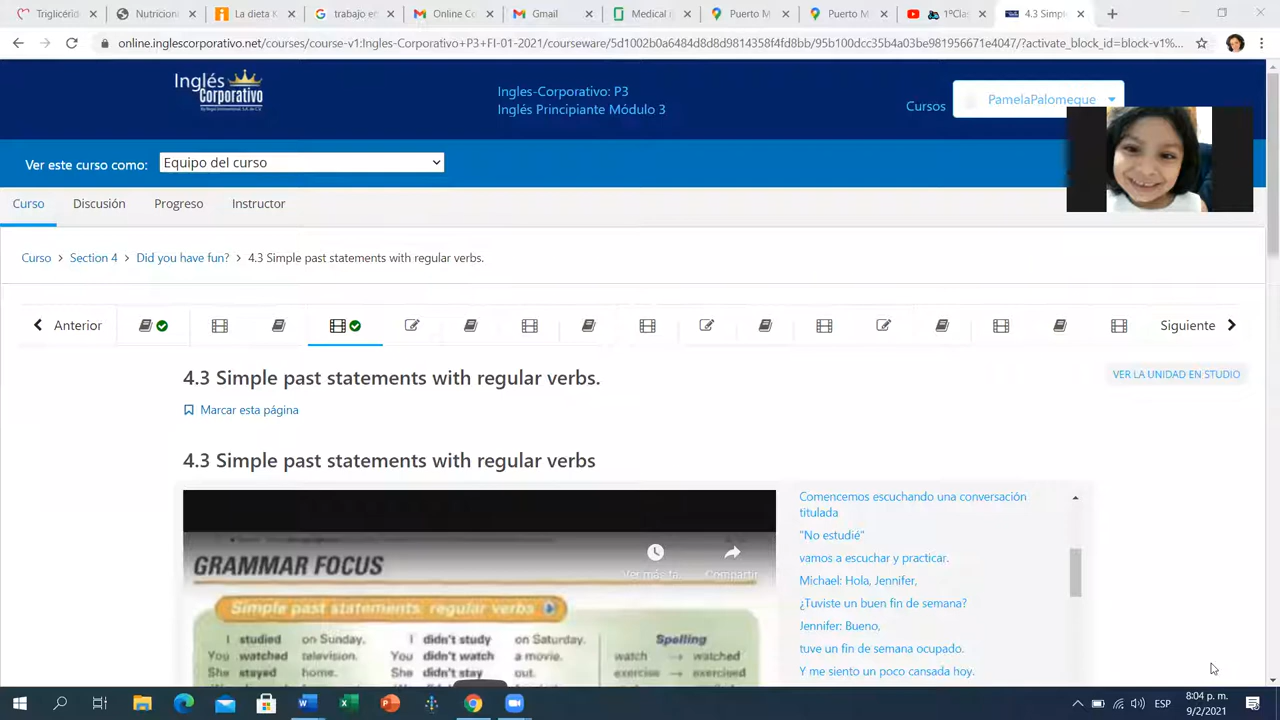 Triglicérid
Nutricion
La dieta K
trabajo en
Online Co
Gmail
Medical E
Puerto M
Puerto M
1ºClas
4.3 Simp
online.inglescorporativo.net/courses/course-v1:Ingles-Corporativo+P3+FI-01-2021/courseware/5d1002b0a6484d8d8d9814358f4fd8bb/95b100dcc35b4a03be981956671e4047/?activate_block_id=block-v1%...
Inglés
Corporativo
Ingles-Corporativo: P3
Inglés Principiante Módulo 3
Cursos
PamelaPalomeque
Ver este curso como:
Equipo del curso
Curso
Discusión
Progreso
Instructor
Curso > Section 4 > Did you have fun? > 4.3 Simple past statements with regular verbs.
Anterior
Siguiente
4.3 Simple past statements with regular verbs.
VER LA UNIDAD EN STUDIO
Marcar esta página
4.3 Simple past statements with regular verbs
GRAMMAR FOCUS
Ver más ta...
Compartir
Simple past statements: regular verbs
I studied on Sunday. I didn't study on Saturday. Spelling
You watched television. You didn't watch a movie. watch → watched
She stayed home. She didn't stay out. exercise → exercised
Comencemos escuchando una conversación
titulada
"No estudié"
vamos a escuchar y practicar.
Michael: Hola, Jennifer,
¿Tuviste un buen fin de semana?
Jennifer: Bueno,
tuve un fin de semana ocupado.
Y me siento un poco cansada hoy.
ESP
8:04 p. m.
9/2/2021